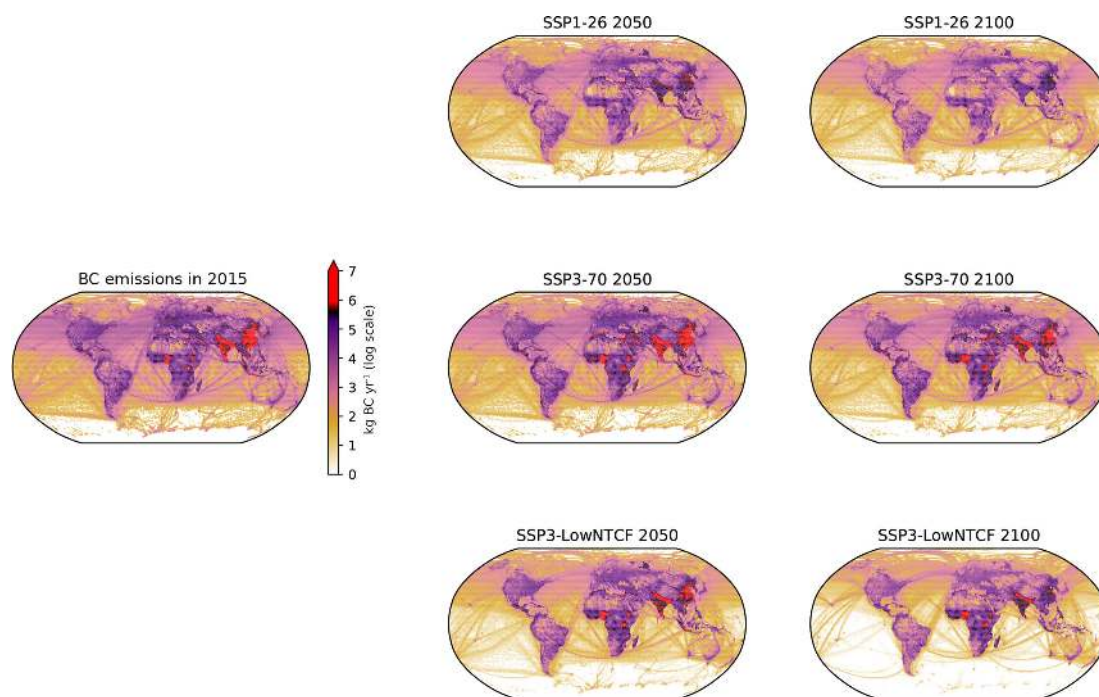 SSP1-26 2050
SSP1-26 2100
BC emissions in 2015
7
6
5
4
3
2
1
0
kg BC yr⁻¹ (log scale)
SSP3-70 2050
SSP3-70 2100
SSP3-LowNTCF 2050
SSP3-LowNTCF 2100